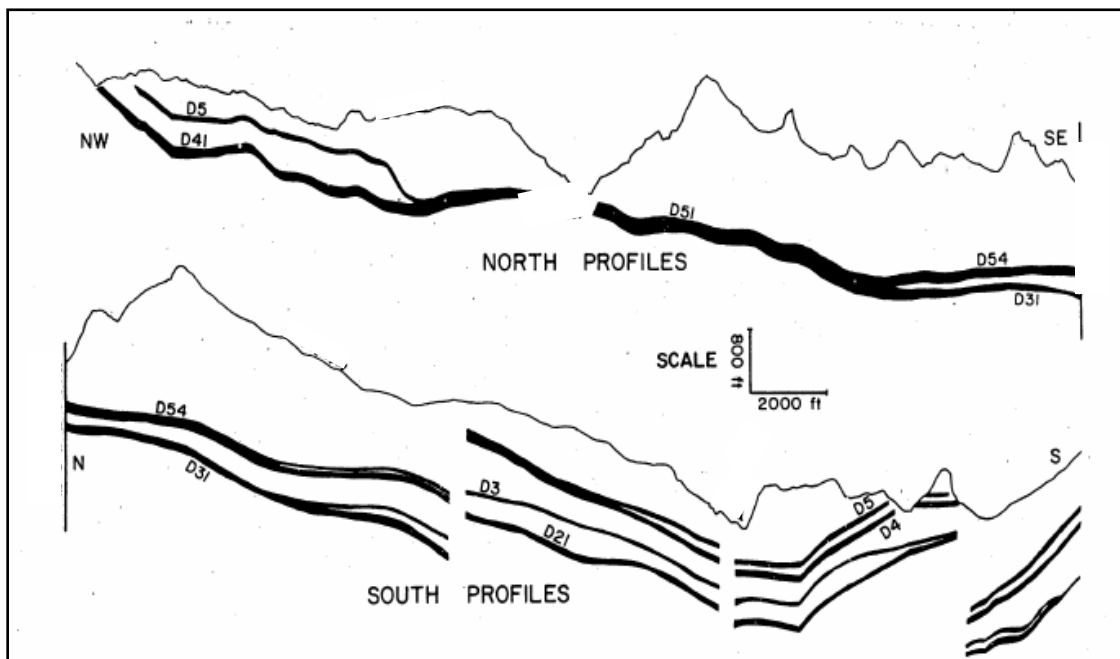 D5
D41
NW
SE
D51
NORTH PROFILES
D54
D31
SCALE
800 ft
2000 ft
D54
N
D31
D3
D21
D5
D4
S
SOUTH PROFILES